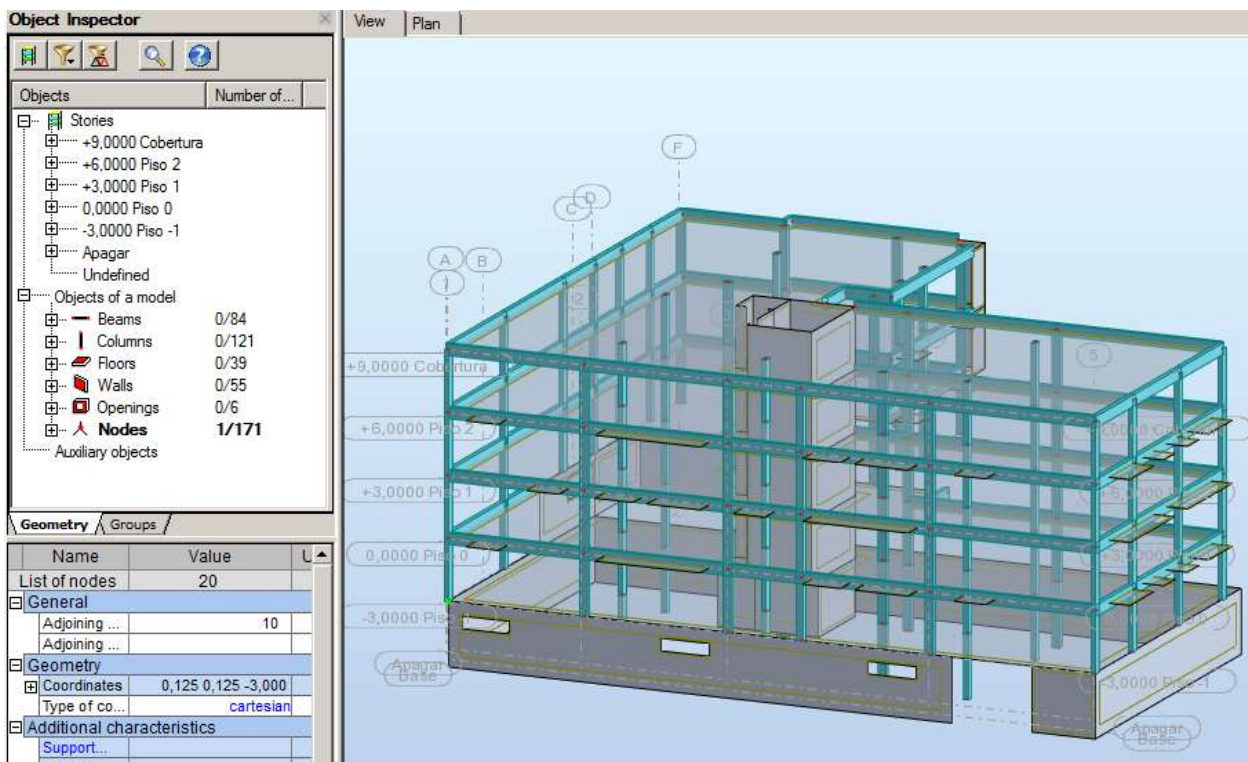 Object Inspector
View Plan
Objects Number of...
Stories
+9,0000 Cobertura
+6,0000 Piso 2
+3,0000 Piso 1
0,0000 Piso 0
-3,0000 Piso -1
Apagar
Undefined
Objects of a model
Beams 0/84
Columns 0/121
Floors 0/39
Walls 0/55
Openings 0/6
Nodes 1/171
Auxiliary objects
Geometry Groups
Name Value
List of nodes 20
General
Adjoining ... 10
Adjoining ...
Geometry
Coordinates 0,125 0,125 -3,000
Type of co... cartesian
Additional characteristics
Support...
F
C D
A B
1
2
5
+9,0000 Cobertura
+6,0000 Piso 2
+3,0000 Piso 1
0,0000 Piso 0
-3,0000
Apagar
Base
-3,0000 Piso -1
Apagar
Base